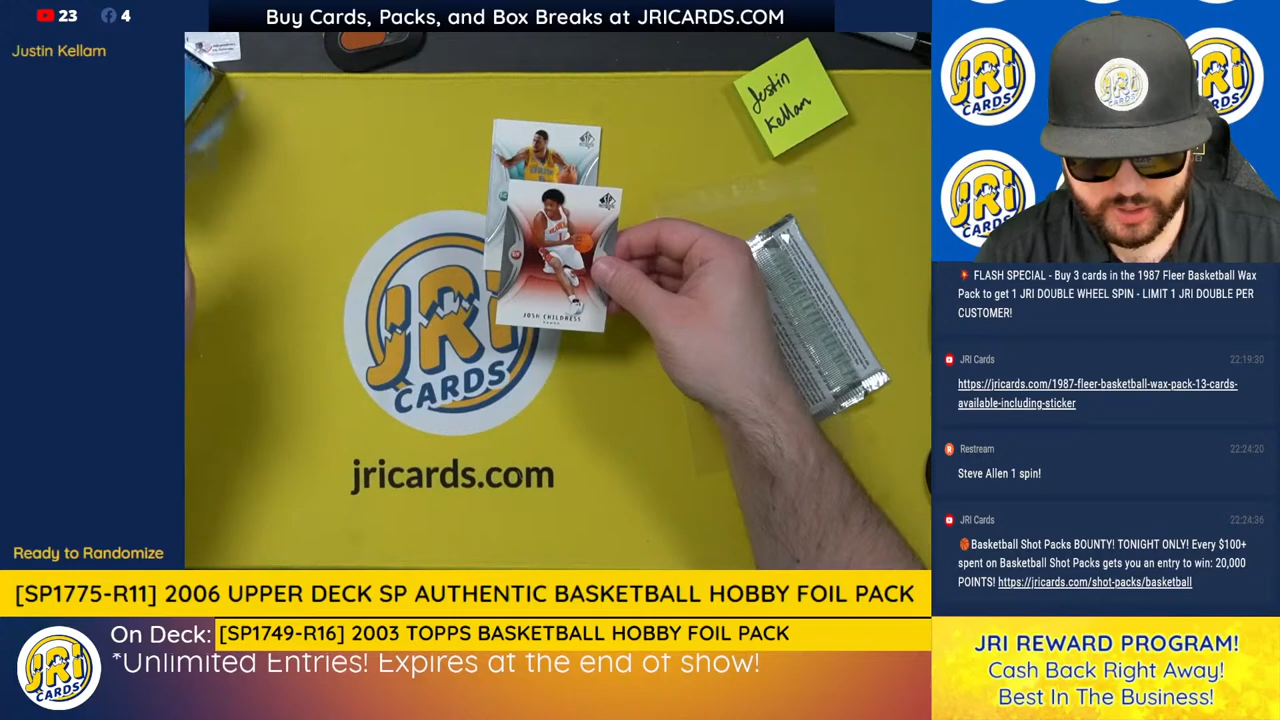 23
4
Buy Cards, Packs, and Box Breaks at JRICARDS.COM
Justin Kellam
Justin
Kellam
JRI
CARDS
jricards.com
SP
JOSH CHILDRESS
JRI
CARDS
💥 FLASH SPECIAL - Buy 3 cards in the 1987 Fleer Basketball Wax
Pack to get 1 JRI DOUBLE WHEEL SPIN - LIMIT 1 JRI DOUBLE PER
CUSTOMER!
JRI Cards 22:19:30
https://jricards.com/1987-fleer-basketball-wax-pack-13-cards-
available-including-sticker
Restream 22:24:20
Steve Allen 1 spin!
JRI Cards 22:24:36
🏀Basketball Shot Packs BOUNTY! TONIGHT ONLY! Every $100+
spent on Basketball Shot Packs gets you an entry to win: 20,000
POINTS! https://jricards.com/shot-packs/basketball
Ready to Randomize
[SP1775-R11] 2006 UPPER DECK SP AUTHENTIC BASKETBALL HOBBY FOIL PACK
On Deck: [SP1749-R16] 2003 TOPPS BASKETBALL HOBBY FOIL PACK
*Unlimited Entries! Expires at the end of show!
JRI
CARDS
JRI REWARD PROGRAM!
Cash Back Right Away!
Best In The Business!